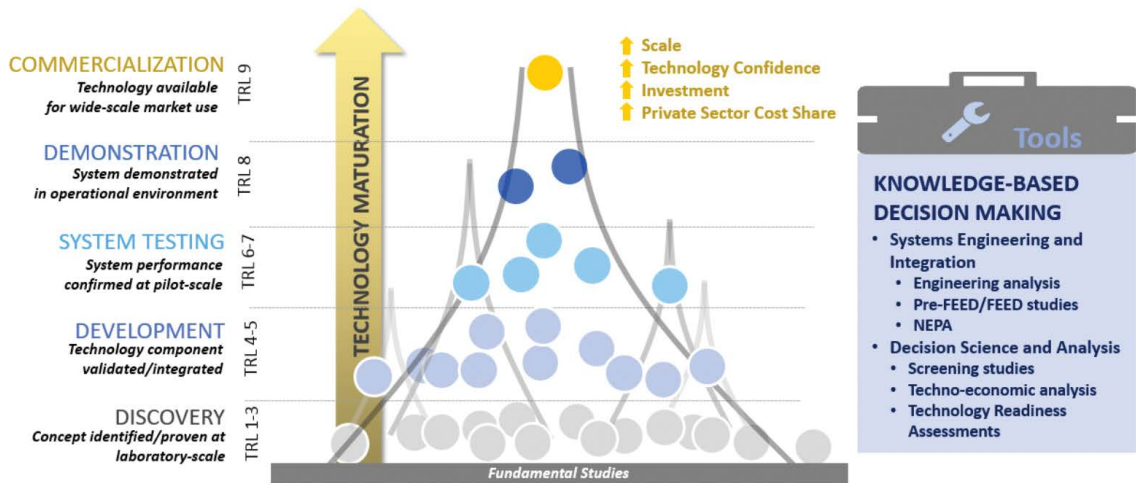 COMMERCIALIZATION
Technology available
for wide-scale market use
TRL 9
DEMONSTRATION
System demonstrated
in operational environment
TRL 8
SYSTEM TESTING
System performance
confirmed at pilot-scale
TRL 6-7
DEVELOPMENT
Technology component
validated/integrated
TRL 4-5
DISCOVERY
Concept identified/proven at
laboratory-scale
TRL 1-3
TECHNOLOGY MATURATION
Scale
Technology Confidence
Investment
Private Sector Cost Share
Fundamental Studies
Tools
KNOWLEDGE-BASED
DECISION MAKING
• Systems Engineering and
Integration
• Engineering analysis
• Pre-FEED/FEED studies
• NEPA
• Decision Science and Analysis
• Screening studies
• Techno-economic analysis
• Technology Readiness
Assessments